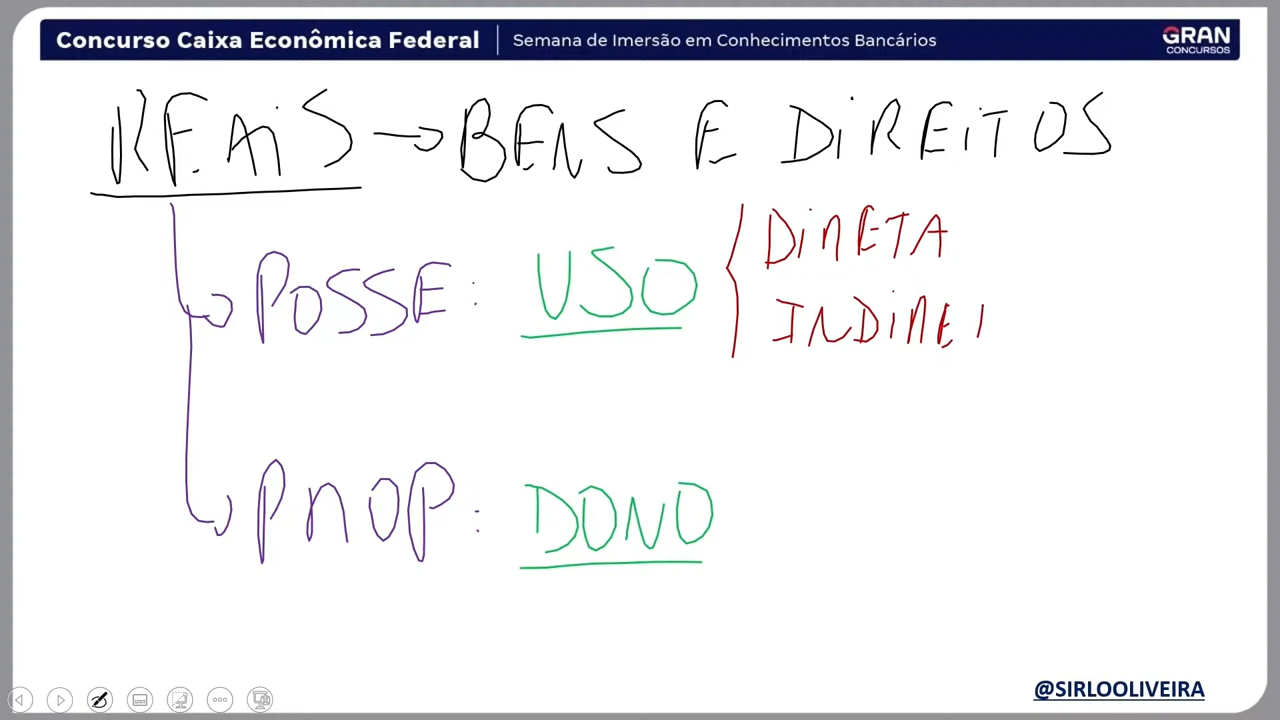 Concurso Caixa Econômica Federal | Semana de Imersão em Conhecimentos Bancários
GRAN
CONCURSOS
REAiS → BENS E DiREiTOS
POSSE: USO { DiRETA
INDiREI
PROP: DONO
@SIRLOOLIVEIRA